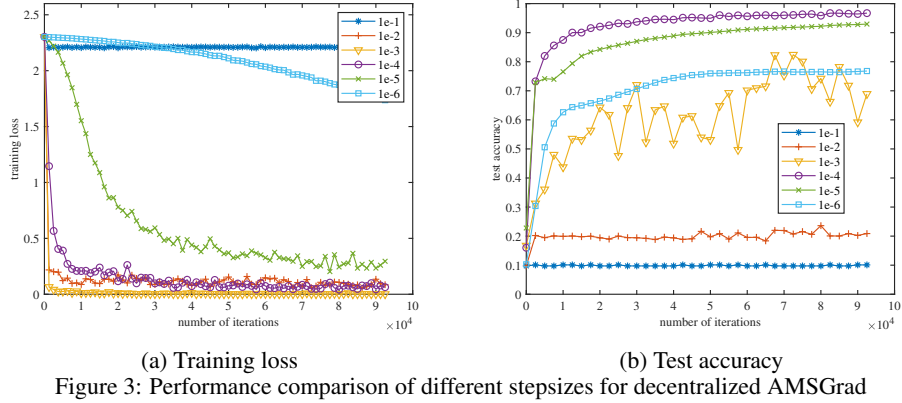 2.5
2
1.5
1
0.5
0
training loss
0 1 2 3 4 5 6 7 8 9 10
number of iterations
×10^4
1e-1
1e-2
1e-3
1e-4
1e-5
1e-6
1
0.9
0.8
0.7
0.6
0.5
0.4
0.3
0.2
0.1
0
test accuracy
0 2 4 6 8 10
number of iterations
×10^4
1e-1
1e-2
1e-3
1e-4
1e-5
1e-6
(a) Training loss
(b) Test accuracy
Figure 3: Performance comparison of different stepsizes for decentralized AMSGrad